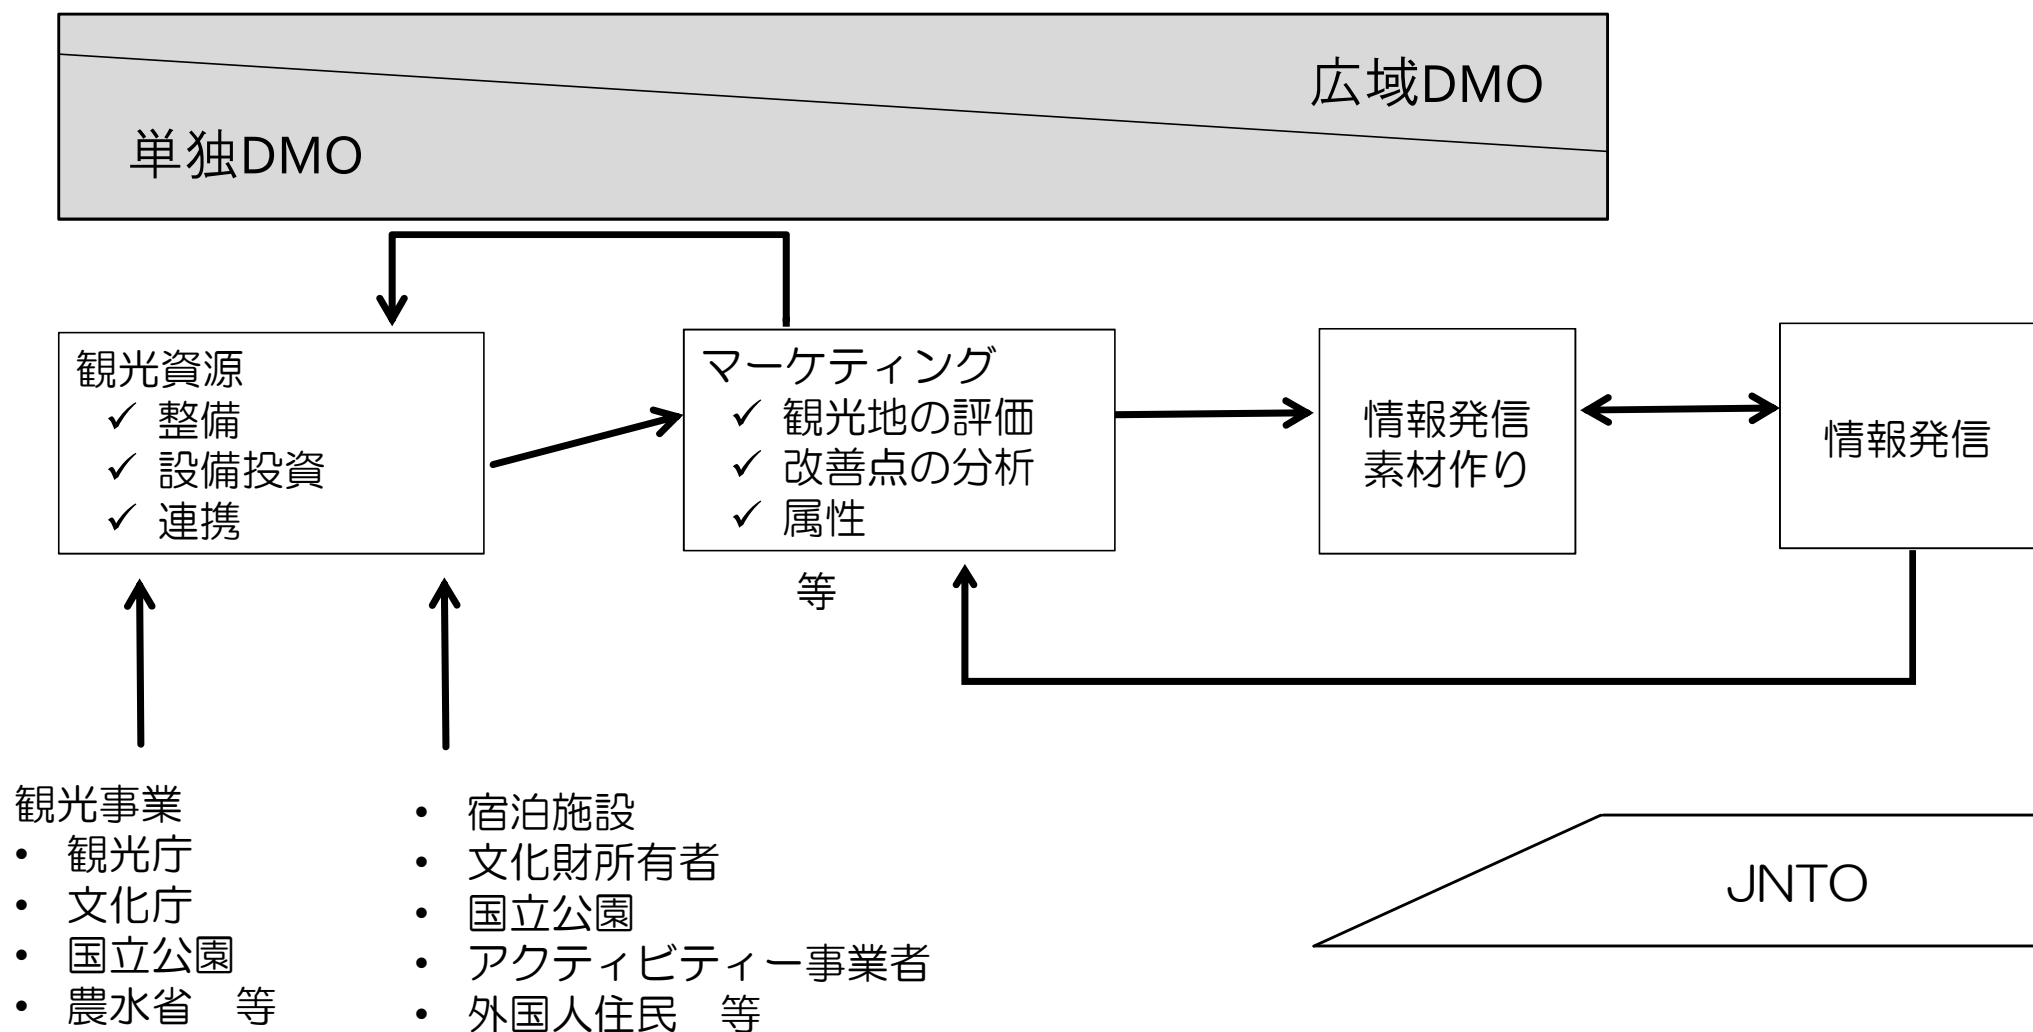 広域DMO
単独DMO
観光資源
✓ 整備
✓ 設備投資
✓ 連携
マーケティング
✓ 観光地の評価
✓ 改善点の分析
✓ 属性
等
情報発信
素材作り
情報発信
観光事業
• 観光庁
• 文化庁
• 国立公園
• 農水省　等
• 宿泊施設
• 文化財所有者
• 国立公園
• アクティビティー事業者
• 外国人住民　等
JNTO